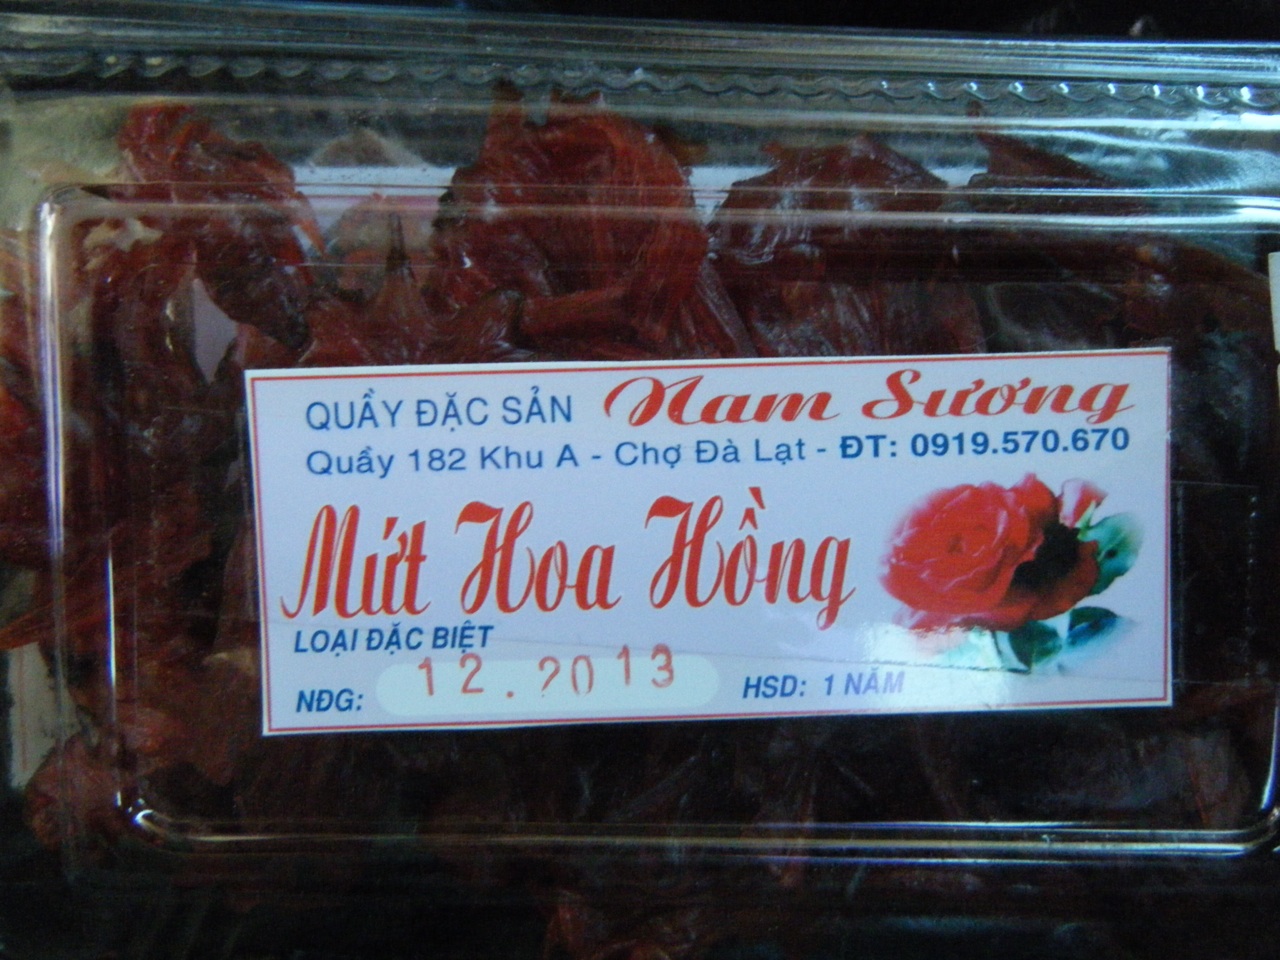 QUẦY ĐẶC SẢN Nam Sương
Quầy 182 Khu A - Chợ Đà Lạt - ĐT: 0919.570.670
Mứt Hoa Hồng
LOẠI ĐẶC BIỆT
NĐG: 12.2013 HSD: 1 NĂM